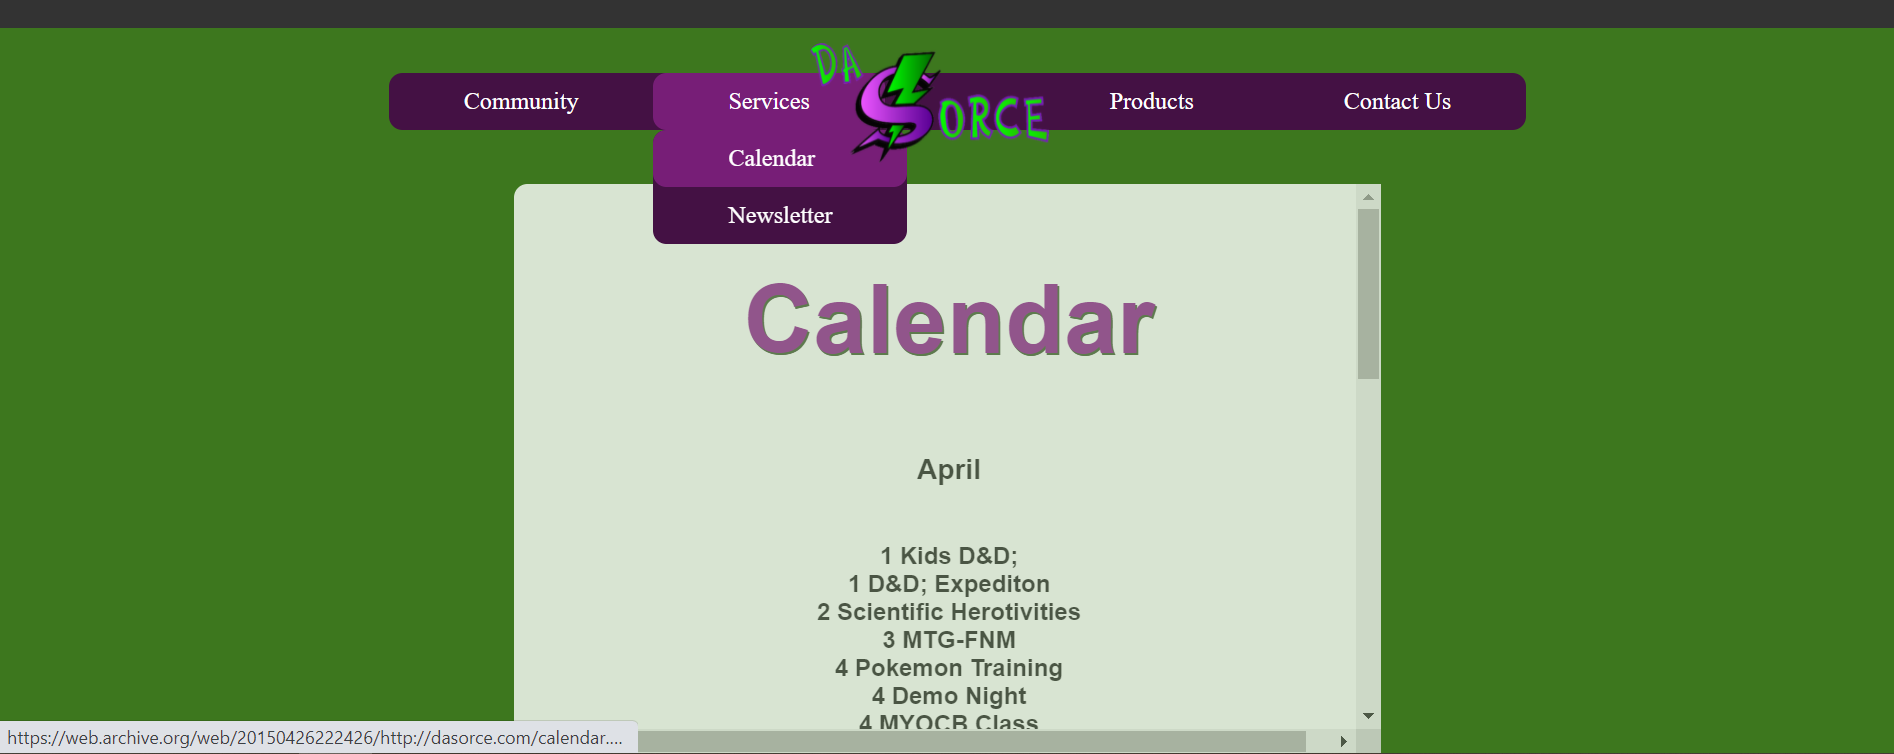 DA SORCE
Community Services Products Contact Us
Calendar
Newsletter
Calendar
April
1 Kids D&D;
1 D&D; Expediton
2 Scientific Herotivities
3 MTG-FNM
4 Pokemon Training
4 Demo Night
4 MYOCB Class
https://web.archive.org/web/20150426222426/http://dasorce.com/calendar....